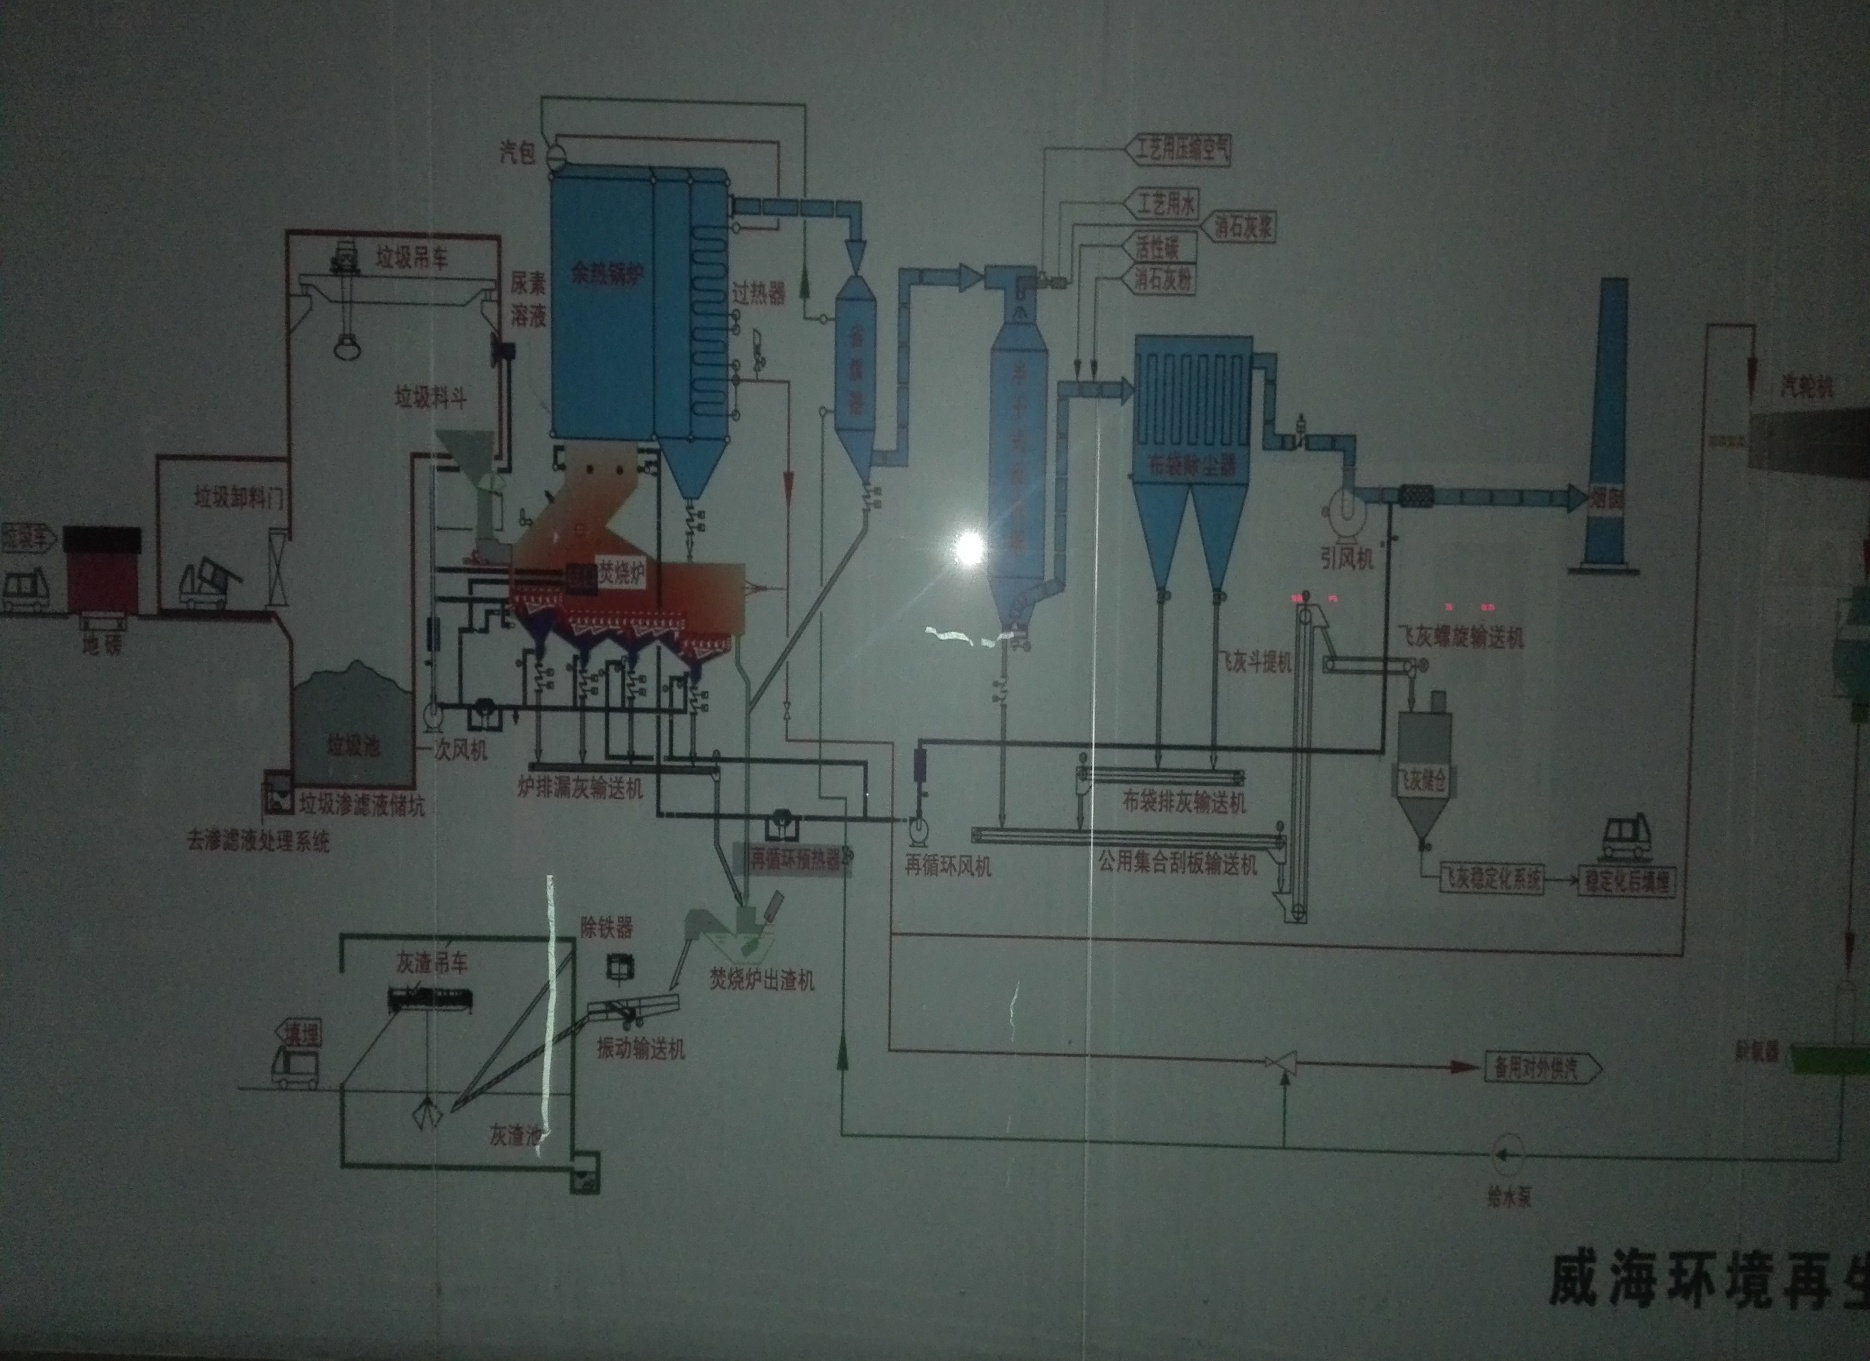 汽包
工艺用压缩空气
工艺用水
消石灰浆
活性碳
消石灰粉
垃圾吊车
尿素
溶液
余热锅炉
过热器
省煤器
垃圾料斗
汽轮机
布袋除尘器
垃圾卸料门
烟囱
垃圾车
引风机
焚烧炉
地磅
飞灰螺旋输送机
飞灰斗提机
垃圾池
一次风机
炉排漏灰输送机
飞灰储仓
垃圾渗滤液储坑
布袋排灰输送机
去渗滤液处理系统
再循环预热器
再循环风机
公用集合刮板输送机
飞灰稳定化系统
稳定化后填埋
除铁器
灰渣吊车
焚烧炉出渣机
填埋
振动输送机
除氧器
备用对外供汽
灰渣池
给水泵
威海环境再生